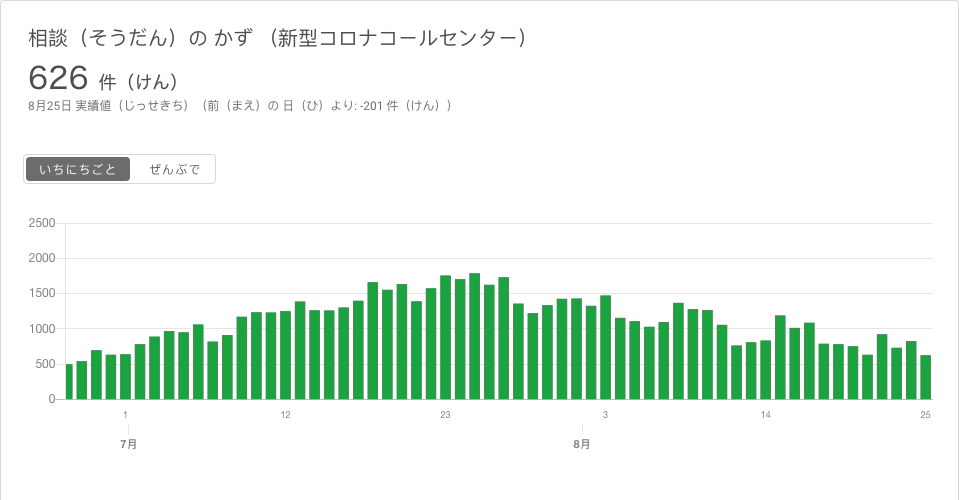 相談（そうだん）の かず （新型コロナコールセンター）
626 件（けん）
8月25日 実績値（じっせきち）（前（まえ）の 日（ひ）より: -201 件（けん））
いちにちごと ぜんぶで
2500
2000
1500
1000
500
0
1 12 23 3 14 25
7月 8月